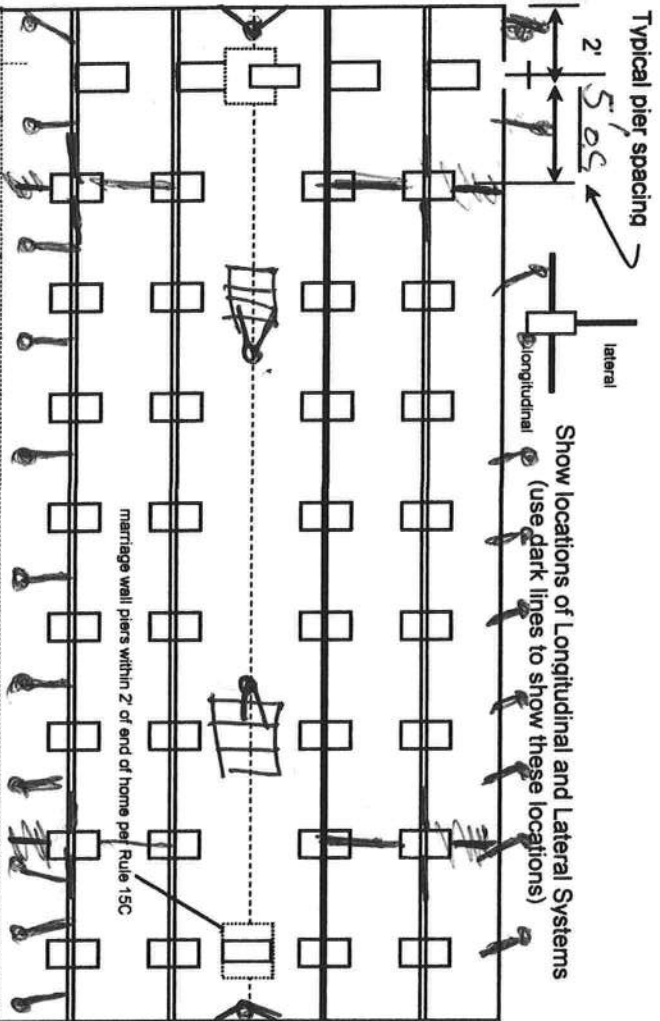 Typical pier spacing
2'
lateral
longitudinal
Show locations of Longitudinal and Lateral Systems
(use dark lines to show these locations)
marriage wall piers within 2' of end of home per Rule 15C